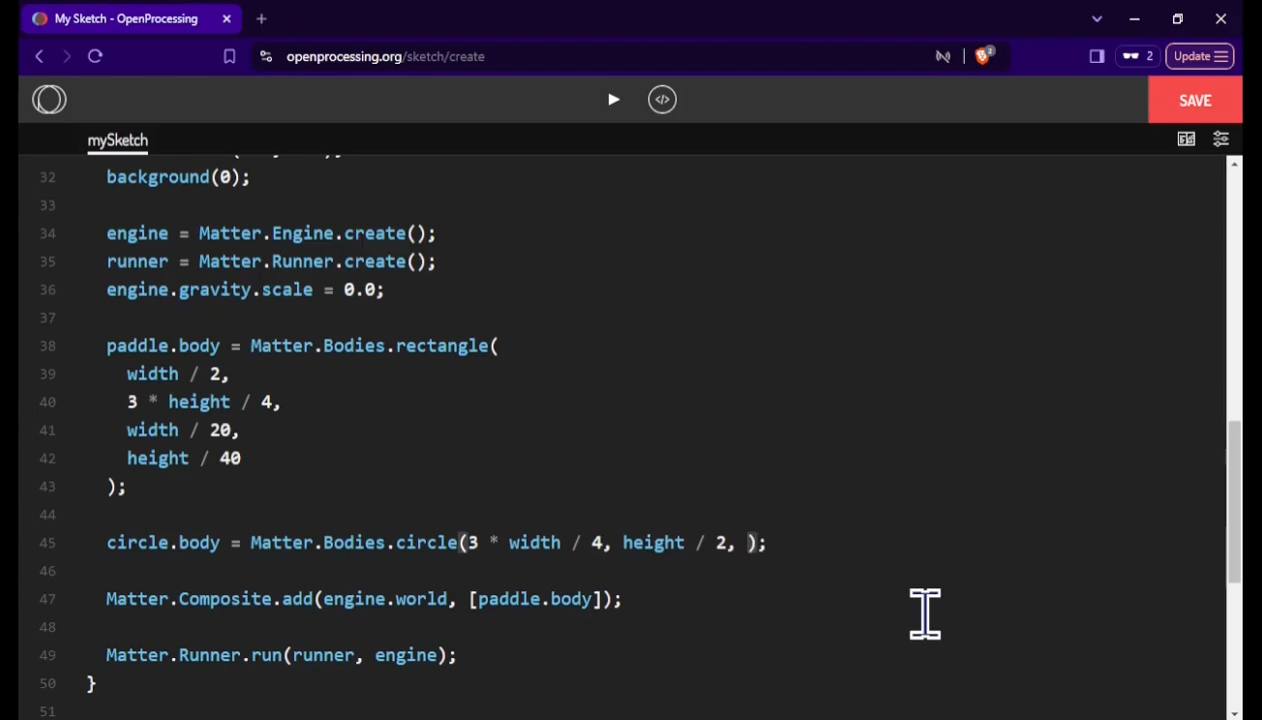 My Sketch - OpenProcessing
openprocessing.org/sketch/create
2
2
Update
</>
SAVE
mySketch
32 background(0);
33
34 engine = Matter.Engine.create();
35 runner = Matter.Runner.create();
36 engine.gravity.scale = 0.0;
37
38 paddle.body = Matter.Bodies.rectangle(
39 width / 2,
40 3 * height / 4,
41 width / 20,
42 height / 40
43 );
44
45 circle.body = Matter.Bodies.circle(3 * width / 4, height / 2, );
46
47 Matter.Composite.add(engine.world, [paddle.body]);
48
49 Matter.Runner.run(runner, engine);
50 }
51